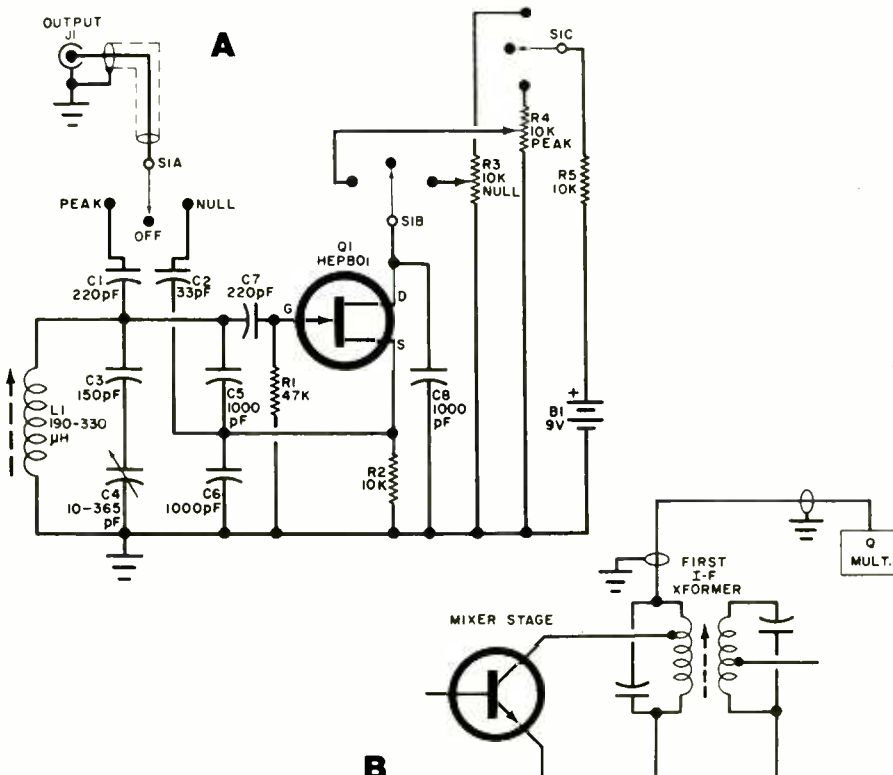 A
OUTPUT
J1
S1A
PEAK
OFF
NULL
C1
220pF
C2
33pF
C7
220pF
Q1
HEP801
G
D
S
S1B
S1C
R3
10K
NULL
R4
10K
PEAK
R5
10K
L1
190-330
μH
C3
150pF
C4
10-365
pF
C5
1000
pF
C6
1000pF
R1
47K
R2
10K
C8
1000
pF
+
B1
9V
B
MIXER STAGE
FIRST
I-F
XFORMER
Q
MULT.